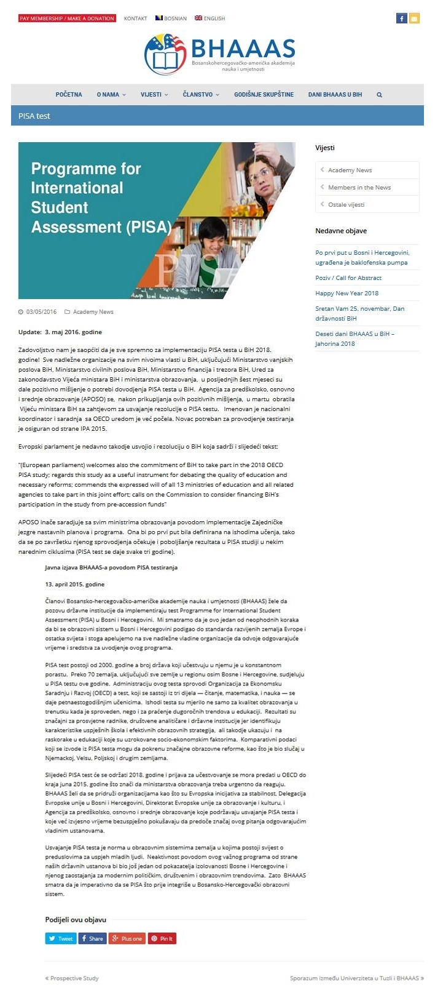 PAY MEMBERSHIP / MAKE A DONATION KONTAKT BOSNIAN ENGLISH
BHAAAS
Bosanskohercegovačko-američka akademija
nauka i umjetnosti
POČETNA O NAMA VIJESTI ČLANSTVO GODIŠNJE SKUPŠTINE DANI BHAAAS U BIH
PISA test
Programme for
International
Student
Assessment (PISA)
PISA
03/05/2016 Academy News
Update: 3. maj 2016. godine
Zadovoljstvo nam je saopćiti da je sve spremno za implementaciju PISA testa u BiH 2018.
godine! Sve nadležne organizacije na svim nivoima vlasti u BiH, uključujući Ministarstvo vanjskih
poslova BiH, Ministarstvo civilnih poslova BiH, Ministarstvo financija i trezora BiH, Ured za
zakonodavstvo Vijeća ministara BiH i ministarstva obrazovanja, u posljednjih šest mjeseci su
dale pozitivno mišljenje o potrebi dovodjenja PISA testa u BiH. Agencija za predškolsko, osnovno
i srednje obrazovanje (APOSO) se, nakon prikupljanja ovih pozitivnih mišljenja, u martu obratila
Vijeću ministara BiH sa zahtjevom za usvajanje rezolucije o PISA testu. Imenovan je nacionalni
koordinator i saradnja sa OECD uredom je već počela. Novac potreban za provodjenje testiranja
je osiguran od strane IPA 2015.
Evropski parlament je nedavno takodje usvojio i rezoluciju o BiH koja sadrži i slijedeći tekst:
"(European parliament) welcomes also the commitment of BiH to take part in the 2018 OECD
PISA study; regards this study as a useful instrument for debating the quality of education and
necessary reforms; commends the expressed will of all 13 ministries of education and all related
agencies to take part in this joint effort; calls on the Commission to consider financing BiH's
participation in the study from pre-accession funds"
APOSO inače saradjuje sa svim ministrima obrazovanja povodom implementacije Zajedničke
jezgre nastavnih planova i programa. Ona bi po prvi put bila definirana na ishodima učenja, tako
da se po završetku njenog sprovodjenja očekuje i poboljšanje rezultata u PISA studiji u nekim
narednim ciklusima (PISA test se daje svake tri godine).
Javna izjava BHAAAS-a povodom PISA testiranja
13. april 2015. godine
Članovi Bosansko-hercegovačko-američke akademije nauka i umjetnosti (BHAAAS) žele da
pozovu državne institucije da implementiraju test Programme for International Student
Assessment (PISA) u Bosni i Hercegovini. Mi smatramo da je ovo jedan od neophodnih koraka
da bi se obrazovni sistem u Bosni i Hercegovini podigao do standarda razvijenih zemalja Evrope i
ostatka svijeta i stoga apelujemo na sve nadležne vladine organizacije da odvoje odgovarajuće
vrijeme i sredstva za uvodjenje ovog programa.
PISA test postoji od 2000. godine a broj država koji učestvuju u njemu je u konstantnom
porastu. Preko 70 zemalja, uključujući sve zemlje u regionu osim Bosne i Hercegovine, sudjeluju
u PISA testu ove godine. Administraciju ovog testa sprovodi Organizacija za Ekonomsku
Saradnju i Razvoj (OECD) a test, koji se sastoji iz tri dijela — čitanje, matematika, i nauka — se
daje petnaestogodišnjim učenicima. Ishodi testa su mjerilo ne samo za kvalitet obrazovanja u
trenutku kada je sproveden, nego i za praćenje dugoročnih trendova u edukaciji. Rezultati su
značajni za prosvjetne radnike, društvene analitičare i državne institucije jer identifikuju
karakteristike uspješnih škola i efektivnih obrazovnih strategija, ali takodje ukazuju i na
raskorake u edukaciji koje su uzrokovane socio-ekonomskim faktorima. Komparativni podaci
koji se izvode iz PISA testa mogu da pokrenu značajne obrazovne reforme, kao što je bio slučaj u
Njemackoj, Velsu, Poljskoj i drugim zemljama.
Slijedeći PISA test će se održati 2018. godine i prijava za učestvovanje se mora predati u OECD do
kraja juna 2015. godine što znači da ministarstva obrazovanja treba urgentno da reaguju.
BHAAAS želi da se pridruži organizacijama kao što su Evropska inicijativa za stabilnost, Delegacija
Evropske unije u Bosni i Hercegovini, Direktorat Evropske unije za obrazovanje i kulturu, i
Agencija za predškolsko, osnovno i srednje obrazovanje koje podržavaju usvajanje PISA testa i
koje već izvjesno vrijeme bezuspješno pokušavaju da predoče značaj ovog pitanja odgovarajućim
vladinim ustanovama.
Usvajanje PISA testa je norma u obrazovnim sistemima zemalja u kojima postoji svijest o
preduslovima za uspjeh mladih ljudi. Neaktivnost povodom ovog važnog programa od strane
naših državnih ustanova bi bio još jedan od pokazatelja izolovanosti Bosne i Hercegovine i
njenog zaostajanja za modernim političkim, društvenim i obrazovnim trendovima. Zato BHAAAS
smatra da je imperativno da se PISA što prije integriše u Bosansko-Hercegovački obrazovni
sistem.
Podijeli ovu objavu
Tweet Share Plus one Pin It
« Prospective Study Sporazum između Univerziteta u Tuzli i BHAAAS »
Vijesti
Academy News
Members in the News
Ostale vijesti
Nedavne objave
Po prvi put u Bosni i Hercegovini,
ugrađena je baklofenska pumpa
Poziv / Call for Abstract
Happy New Year 2018
Sretan Vam 25. novembar, Dan
državnosti BiH
Deseti dani BHAAAS u BiH –
Jahorina 2018